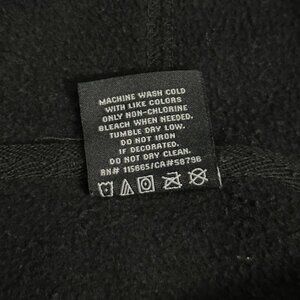 MACHINE WASH COLD
WITH LIKE COLORS
ONLY NON-CHLORINE
BLEACH WHEN NEEDED.
TUMBLE DRY LOW.
DO NOT IRON
IF DECORATED.
DO NOT DRY CLEAN.
RN# 115665/CA#58796